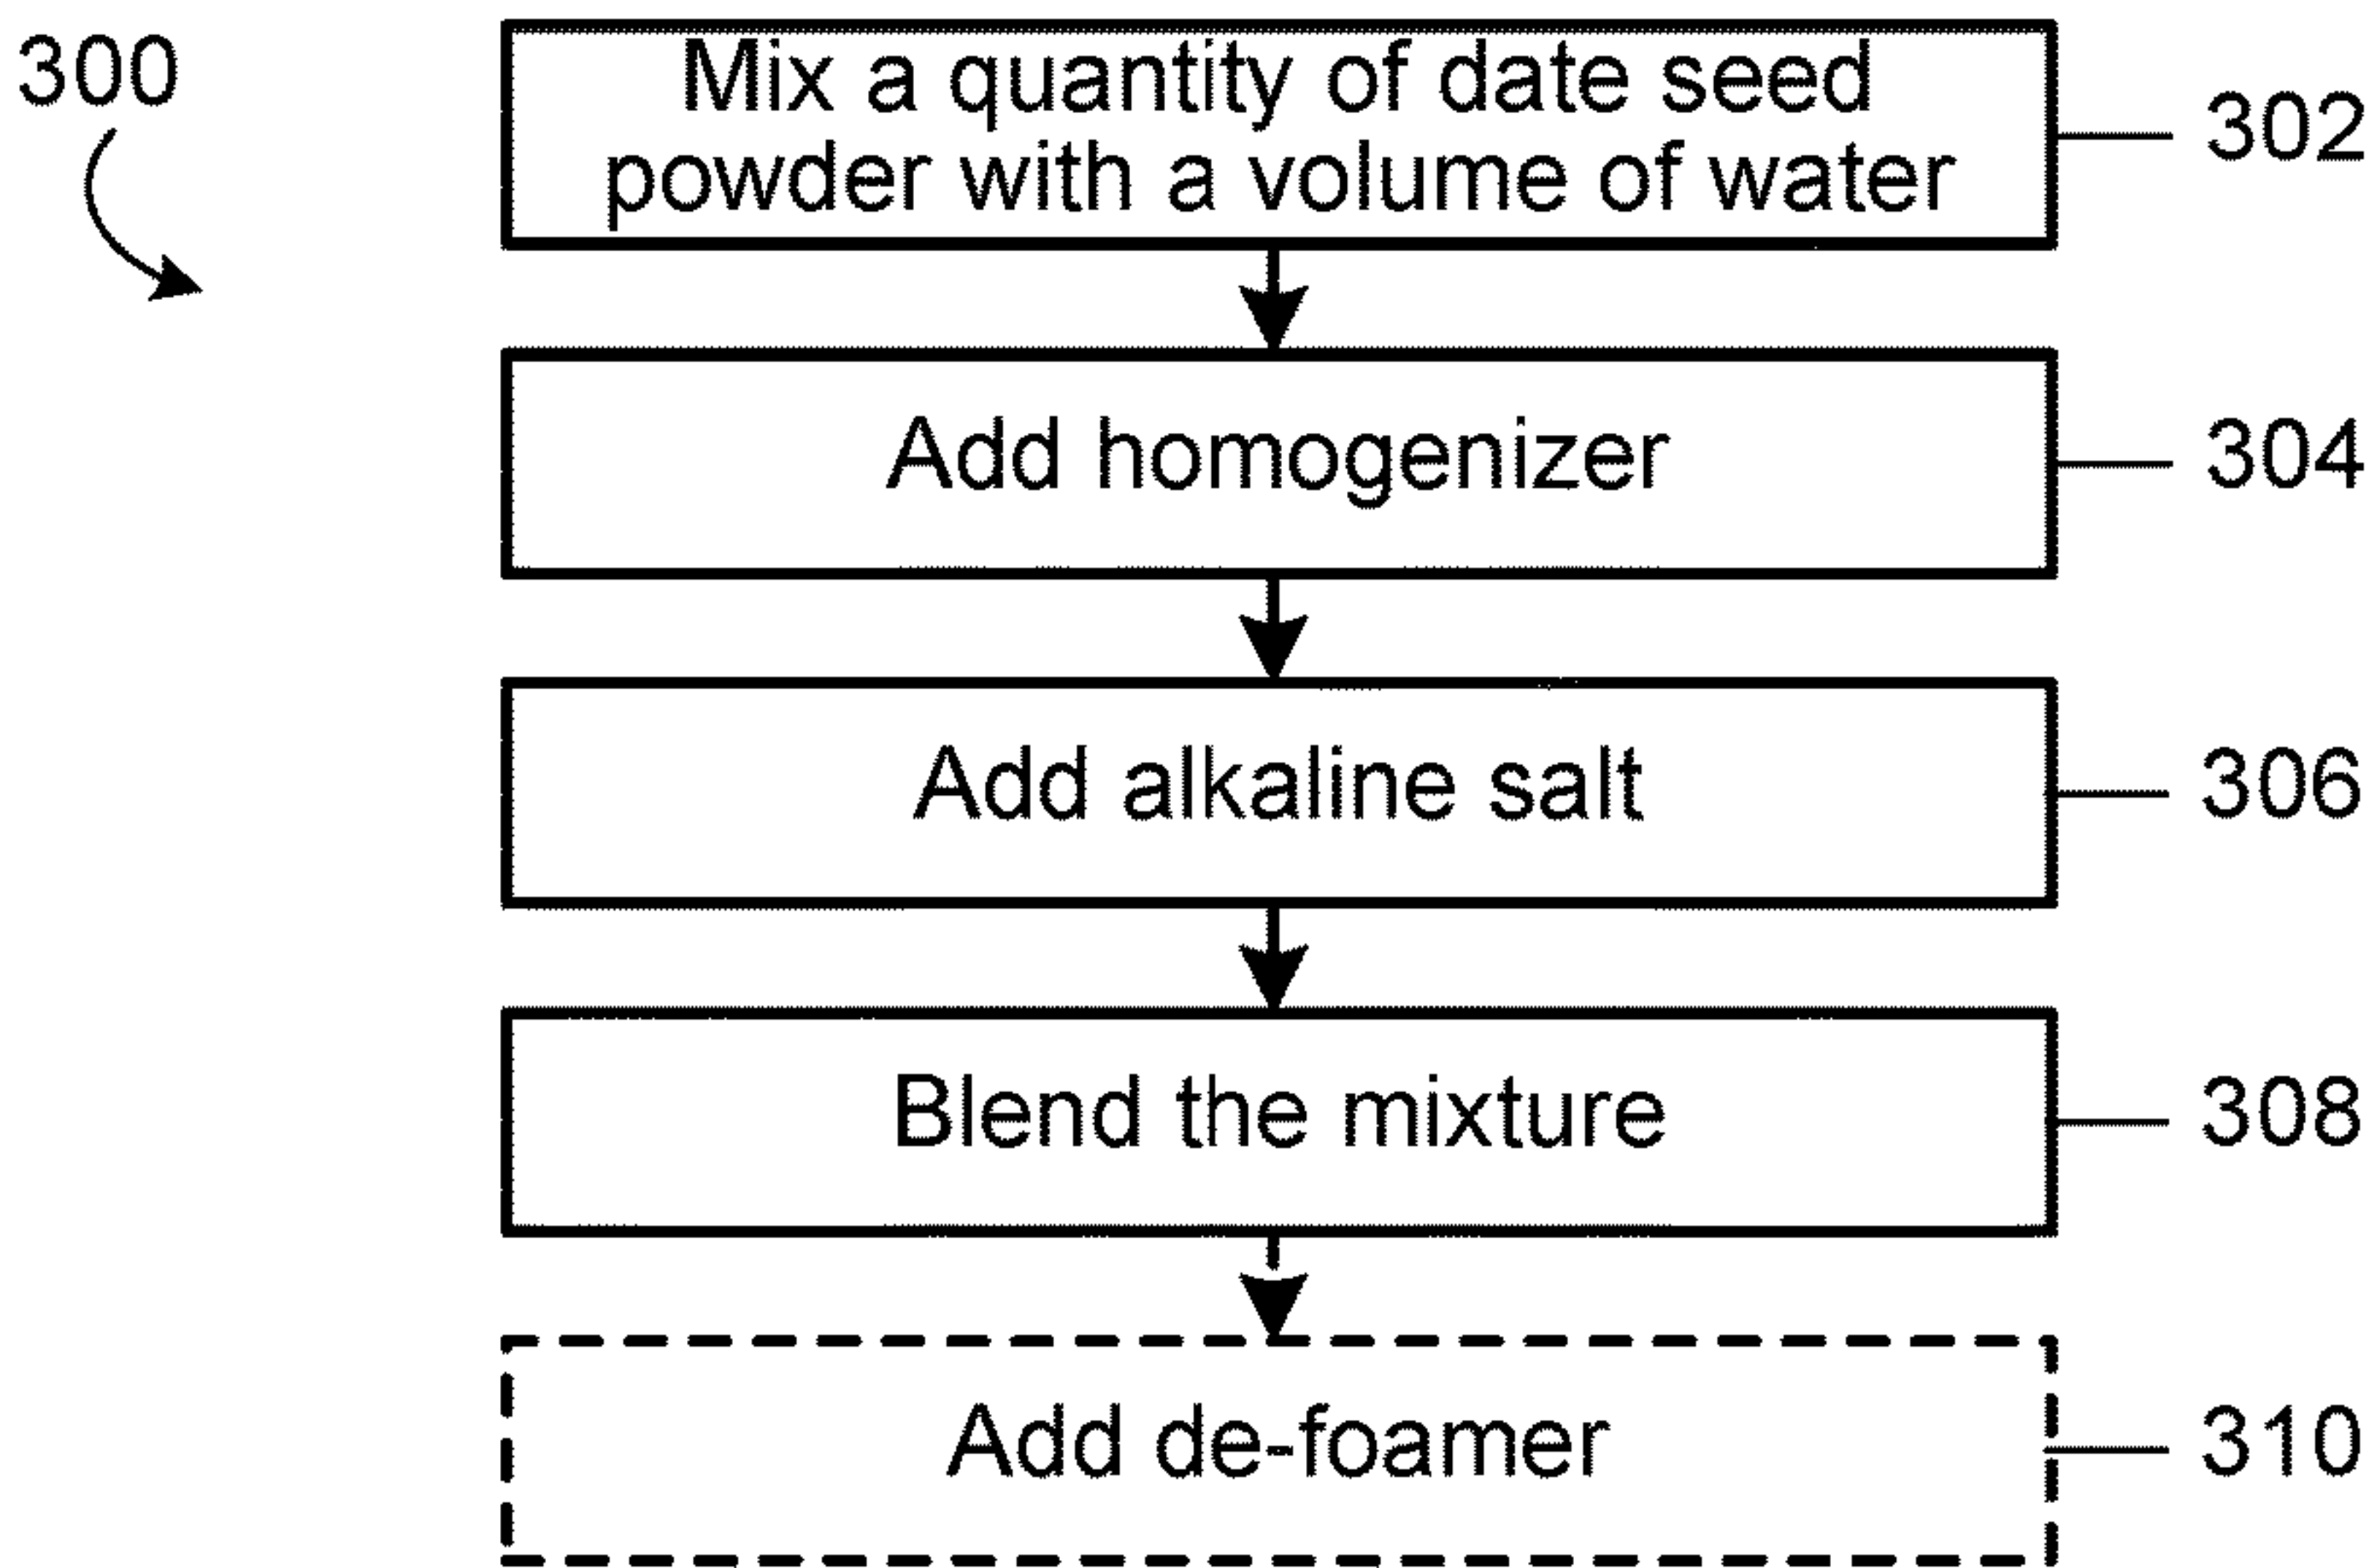 300
Mix a quantity of date seed
powder with a volume of water
302
Add homogenizer
304
Add alkaline salt
306
Blend the mixture
308
Add de-foamer
310